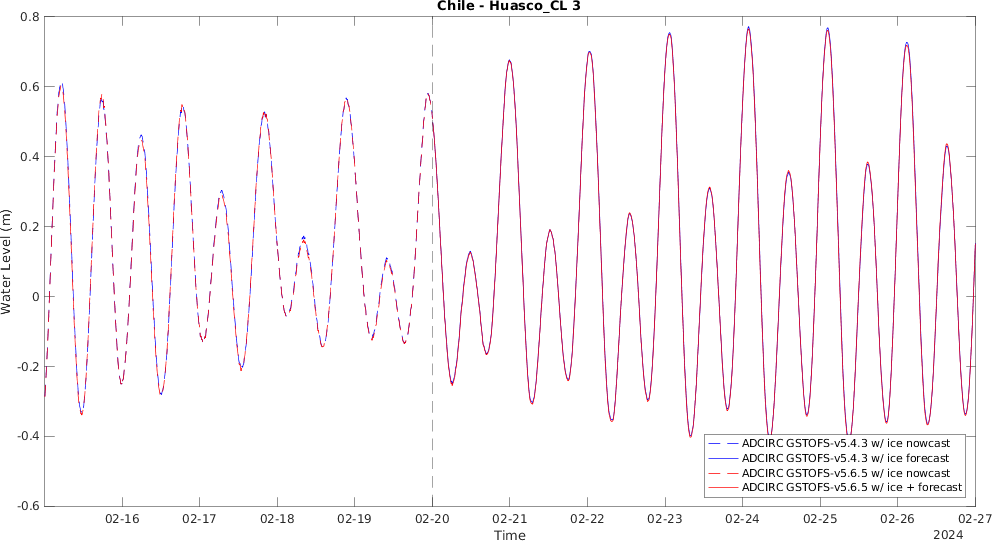 Chile - Huasco_CL 3
0.8
0.6
0.4
0.2
0
-0.2
-0.4
-0.6
Water Level (m)
ADCIRC GSTOFS-v5.4.3 w/ ice nowcast
ADCIRC GSTOFS-v5.4.3 w/ ice forecast
ADCIRC GSTOFS-v5.6.5 w/ ice nowcast
ADCIRC GSTOFS-v5.6.5 w/ ice + forecast
02-16 02-17 02-18 02-19 02-20 02-21 02-22 02-23 02-24 02-25 02-26 02-27
Time
2024